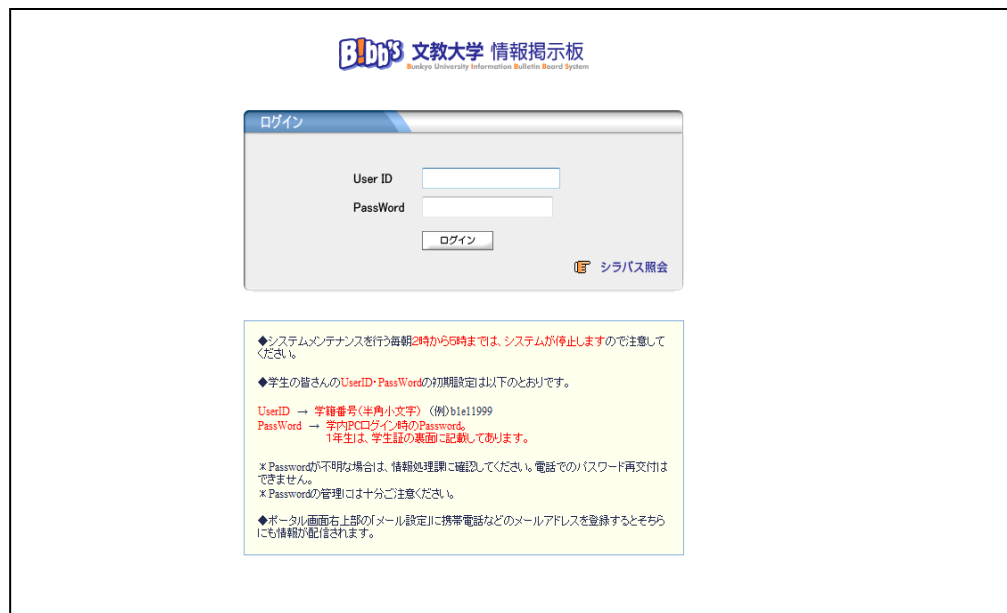 B!bb's 文教大学 情報掲示板
Bunkyo University Information Bulletin Board System
ログイン
User ID
PassWord
ログイン
シラバス照会
◆システムメンテナンスを行う毎朝2時から5時までは、システムが停止しますので注意して
ください。
◆学生の皆さんのUserID・PassWordの初期設定は以下のとおりです。
UserID → 学籍番号(半角小文字) (例)b1e11999
PassWord → 学内PCログイン時のPassword。
1年生は、学生証の裏面に記載してあります。
＊Passwordが不明な場合は、情報処理課に確認してください。電話でのパスワード再交付は
できません。
＊Passwordの管理には十分ご注意ください。
◆ポータル画面右上部の「メール設定」に携帯電話などのメールアドレスを登録するとそちら
にも情報が配信されます。